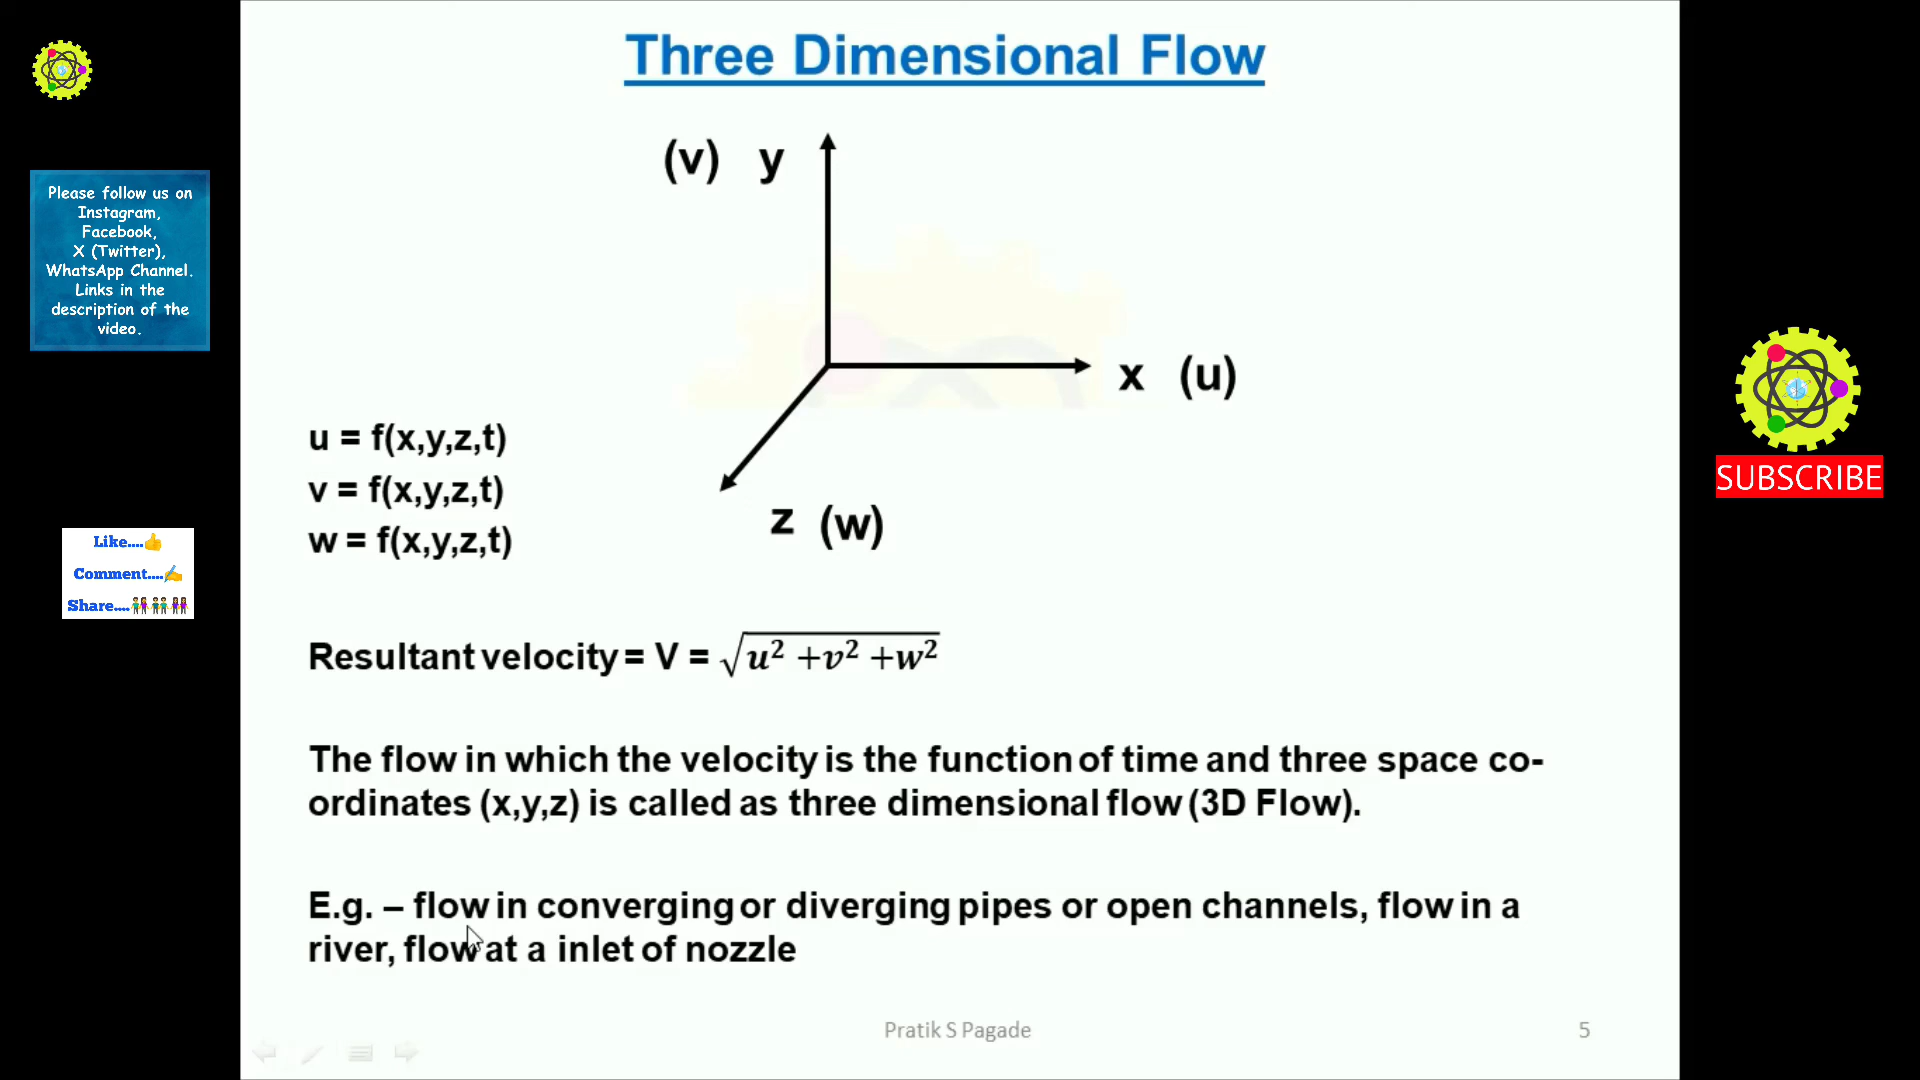 Three Dimensional Flow
Please follow us on
Instagram,
Facebook,
X (Twitter),
WhatsApp Channel.
Links in the
description of the
video.
(v) y
x (u)
z (w)
u = f(x,y,z,t)
v = f(x,y,z,t)
w = f(x,y,z,t)
SUBSCRIBE
Like....👍
Comment....✍
Share....👫👬👭
Resultant velocity = V = √(u² +v² +w²)
The flow in which the velocity is the function of time and three space co-
ordinates (x,y,z) is called as three dimensional flow (3D Flow).
E.g. – flow in converging or diverging pipes or open channels, flow in a
river, flow at a inlet of nozzle
Pratik S Pagade
5